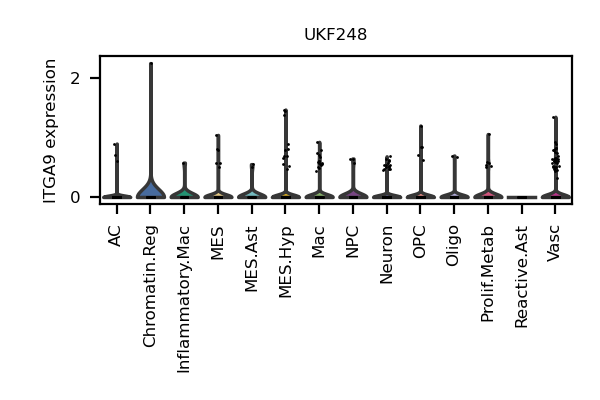 UKF248
ITGA9 expression
2
0
AC
Chromatin.Reg
Inflammatory.Mac
MES
MES.Ast
MES.Hyp
Mac
NPC
Neuron
OPC
Oligo
Prolif.Metab
Reactive.Ast
Vasc